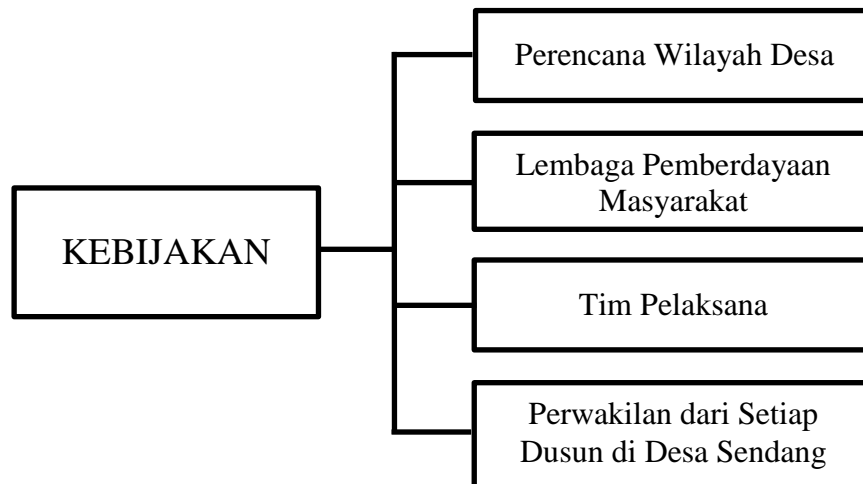 KEBIJAKAN
Perencana Wilayah Desa
Lembaga Pemberdayaan
Masyarakat
Tim Pelaksana
Perwakilan dari Setiap
Dusun di Desa Sendang